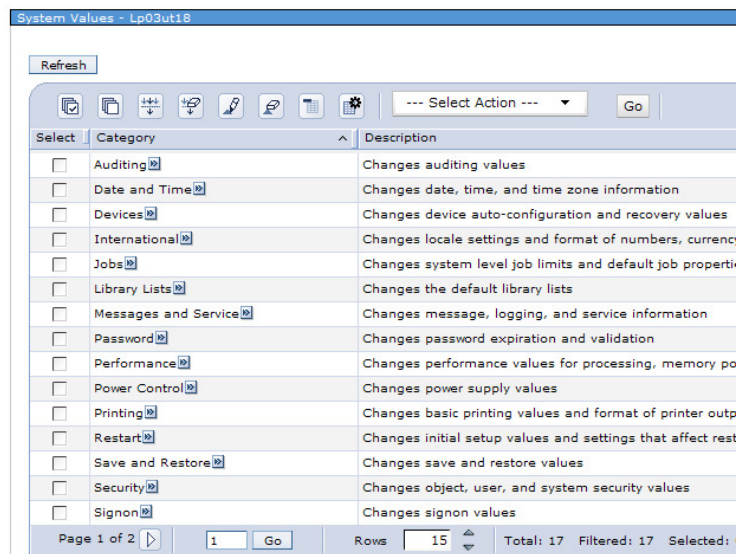 System Values - Lp03ut18
Refresh
--- Select Action --- Go
Select Category Description
Auditing Changes auditing values
Date and Time Changes date, time, and time zone information
Devices Changes device auto-configuration and recovery values
International Changes locale settings and format of numbers, currency
Jobs Changes system level job limits and default job properti
Library Lists Changes the default library lists
Messages and Service Changes message, logging, and service information
Password Changes password expiration and validation
Performance Changes performance values for processing, memory po
Power Control Changes power supply values
Printing Changes basic printing values and format of printer outp
Restart Changes initial setup values and settings that affect rest
Save and Restore Changes save and restore values
Security Changes object, user, and system security values
Signon Changes signon values
Page 1 of 2 1 Go Rows 15 Total: 17 Filtered: 17 Selected: